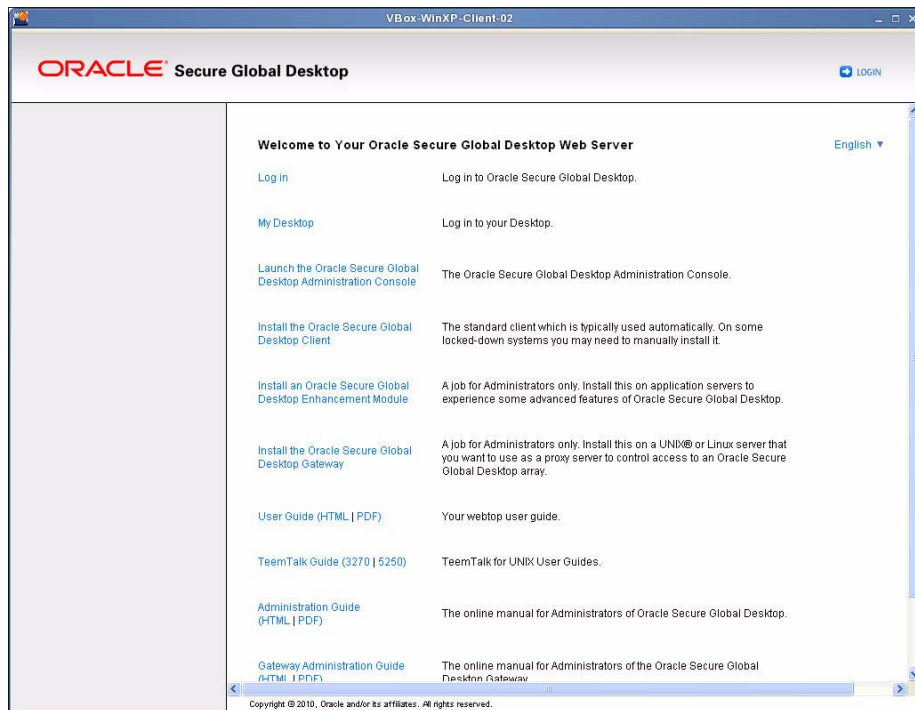 VBox-WinXP-Client-02
ORACLE Secure Global Desktop
LOGIN
Welcome to Your Oracle Secure Global Desktop Web Server
English
Log in
Log in to Oracle Secure Global Desktop.
My Desktop
Log in to your Desktop.
Launch the Oracle Secure Global
Desktop Administration Console
The Oracle Secure Global Desktop Administration Console.
Install the Oracle Secure Global
Desktop Client
The standard client which is typically used automatically. On some
locked-down systems you may need to manually install it.
Install an Oracle Secure Global
Desktop Enhancement Module
A job for Administrators only. Install this on application servers to
experience some advanced features of Oracle Secure Global Desktop.
Install the Oracle Secure Global
Desktop Gateway
A job for Administrators only. Install this on a UNIX® or Linux server that
you want to use as a proxy server to control access to an Oracle Secure
Global Desktop array.
User Guide (HTML | PDF)
Your webtop user guide.
TeemTalk Guide (3270 | 5250)
TeemTalk for UNIX User Guides.
Administration Guide
(HTML | PDF)
The online manual for Administrators of Oracle Secure Global Desktop.
Gateway Administration Guide
(HTML | PDF)
The online manual for Administrators of the Oracle Secure Global
Desktop Gateway
Copyright © 2010, Oracle and/or its affiliates. All rights reserved.